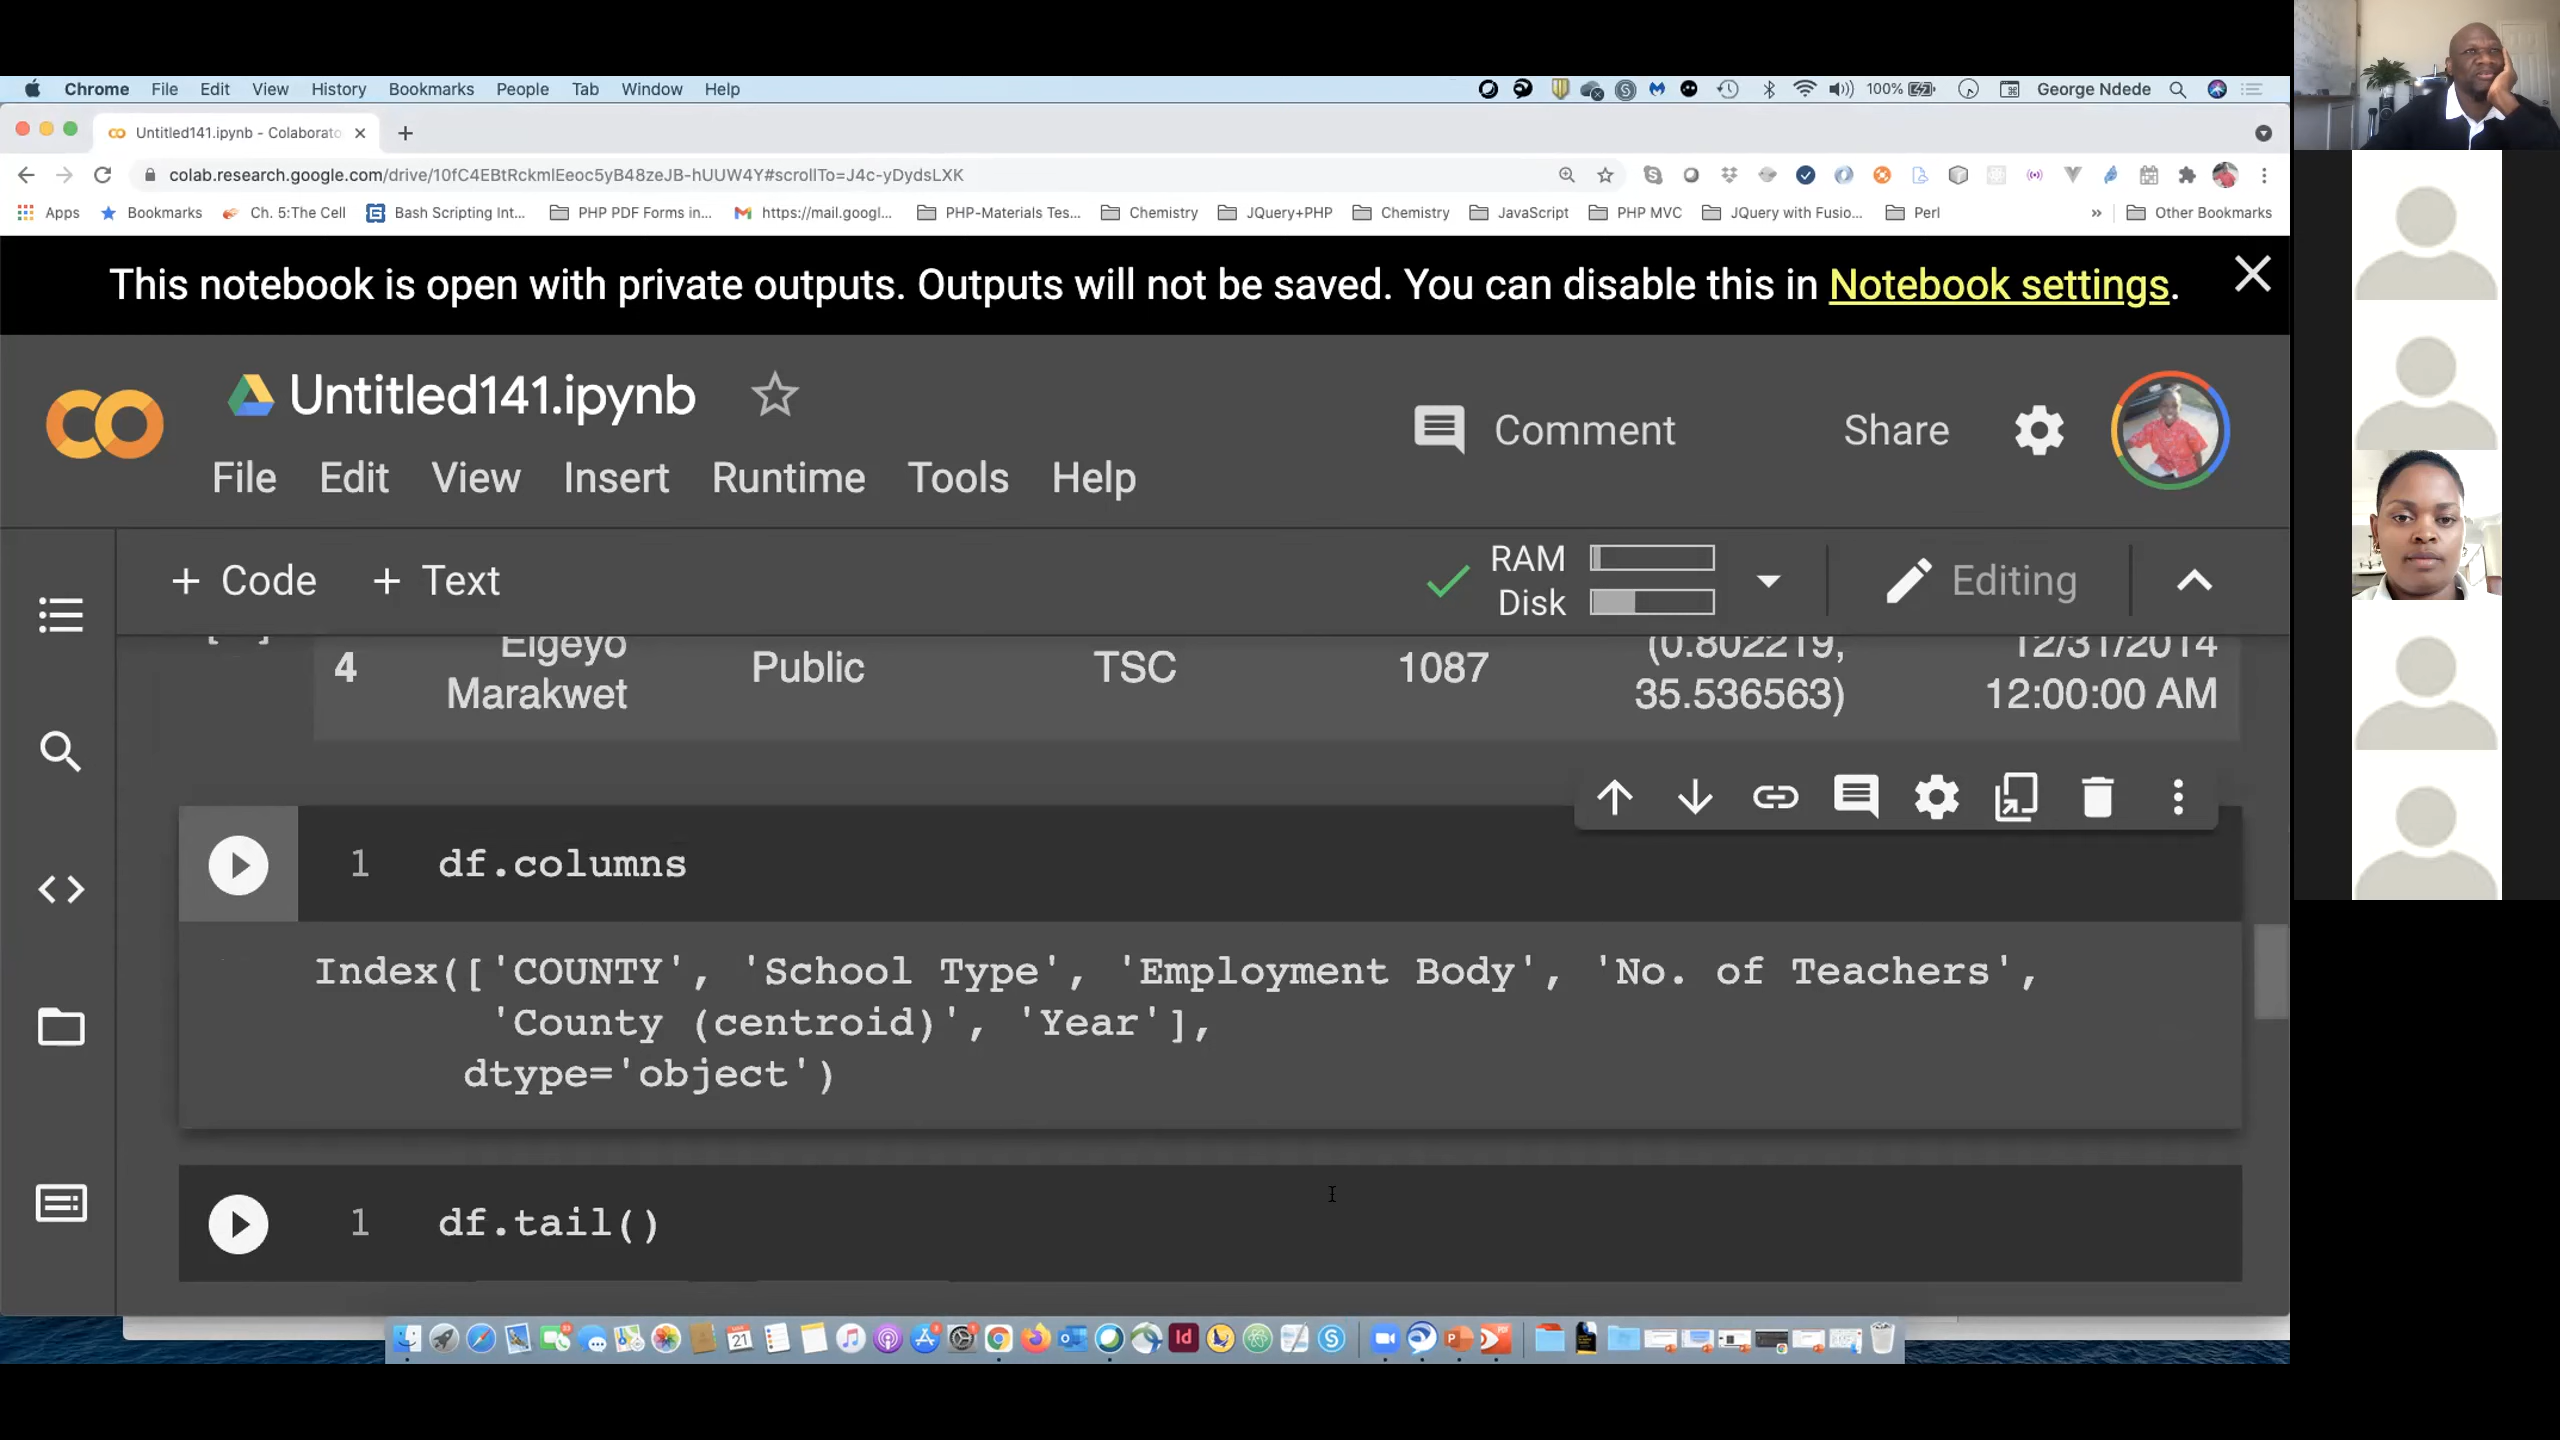 Chrome File Edit View History Bookmarks People Tab Window Help 100% George Ndede
Untitled141.ipynb - Colaborato
colab.research.google.com/drive/10fC4EBtRckmlEeoc5yB48zeJB-hUUW4Y#scrollTo=J4c-yDydsLXK
Apps Bookmarks Ch. 5:The Cell Bash Scripting Int... PHP PDF Forms in... https://mail.googl... PHP-Materials Tes... Chemistry JQuery+PHP Chemistry JavaScript PHP MVC JQuery with Fusio... Perl » Other Bookmarks
This notebook is open with private outputs. Outputs will not be saved. You can disable this in Notebook settings.
Untitled141.ipynb
Comment Share
File Edit View Insert Runtime Tools Help
+ Code + Text RAM Disk Editing
4 Elgeyo Marakwet Public TSC 1087 (0.802219, 35.536563) 12/31/2014 12:00:00 AM
1 df.columns
Index(['COUNTY', 'School Type', 'Employment Body', 'No. of Teachers',
'County (centroid)', 'Year'],
dtype='object')
1 df.tail()
21
Id